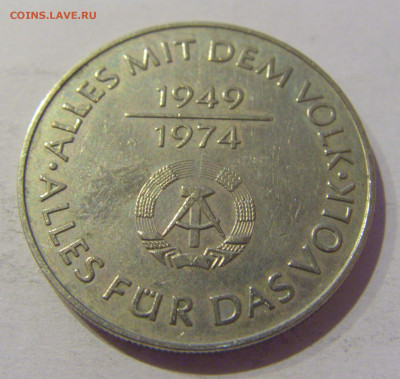 COINS.LAVE.RU
·ALLES MIT DEM VOLK·
1949
1974
ALLES FÜR DAS VOLK